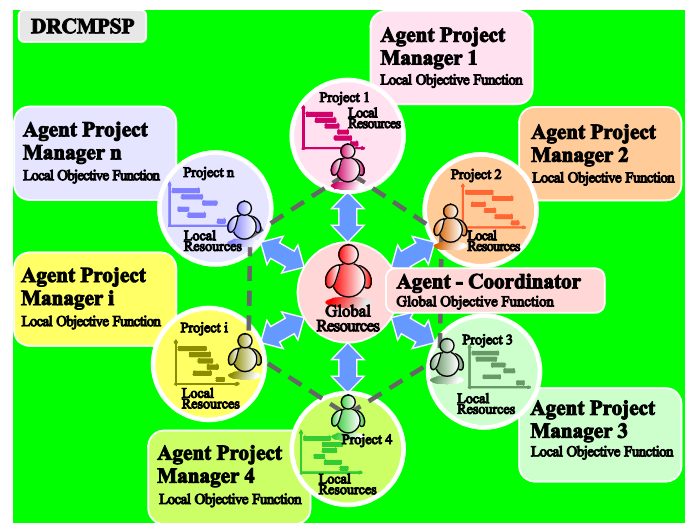 DRCMPSP
Agent Project
Manager 1
Local Objective Function
Project 1
Local
Resources
Agent Project
Manager n
Local Objective Function
Project n
Local
Resources
Agent Project
Manager 2
Local Objective Function
Project 2
Local
Resources
Agent - Coordinator
Global Objective Function
Global
Resources
Agent Project
Manager i
Local Objective Function
Project i
Local
Resources
Project 3
Local
Resources
Agent Project
Manager 3
Local Objective Function
Project 4
Local
Resources
Agent Project
Manager 4
Local Objective Function